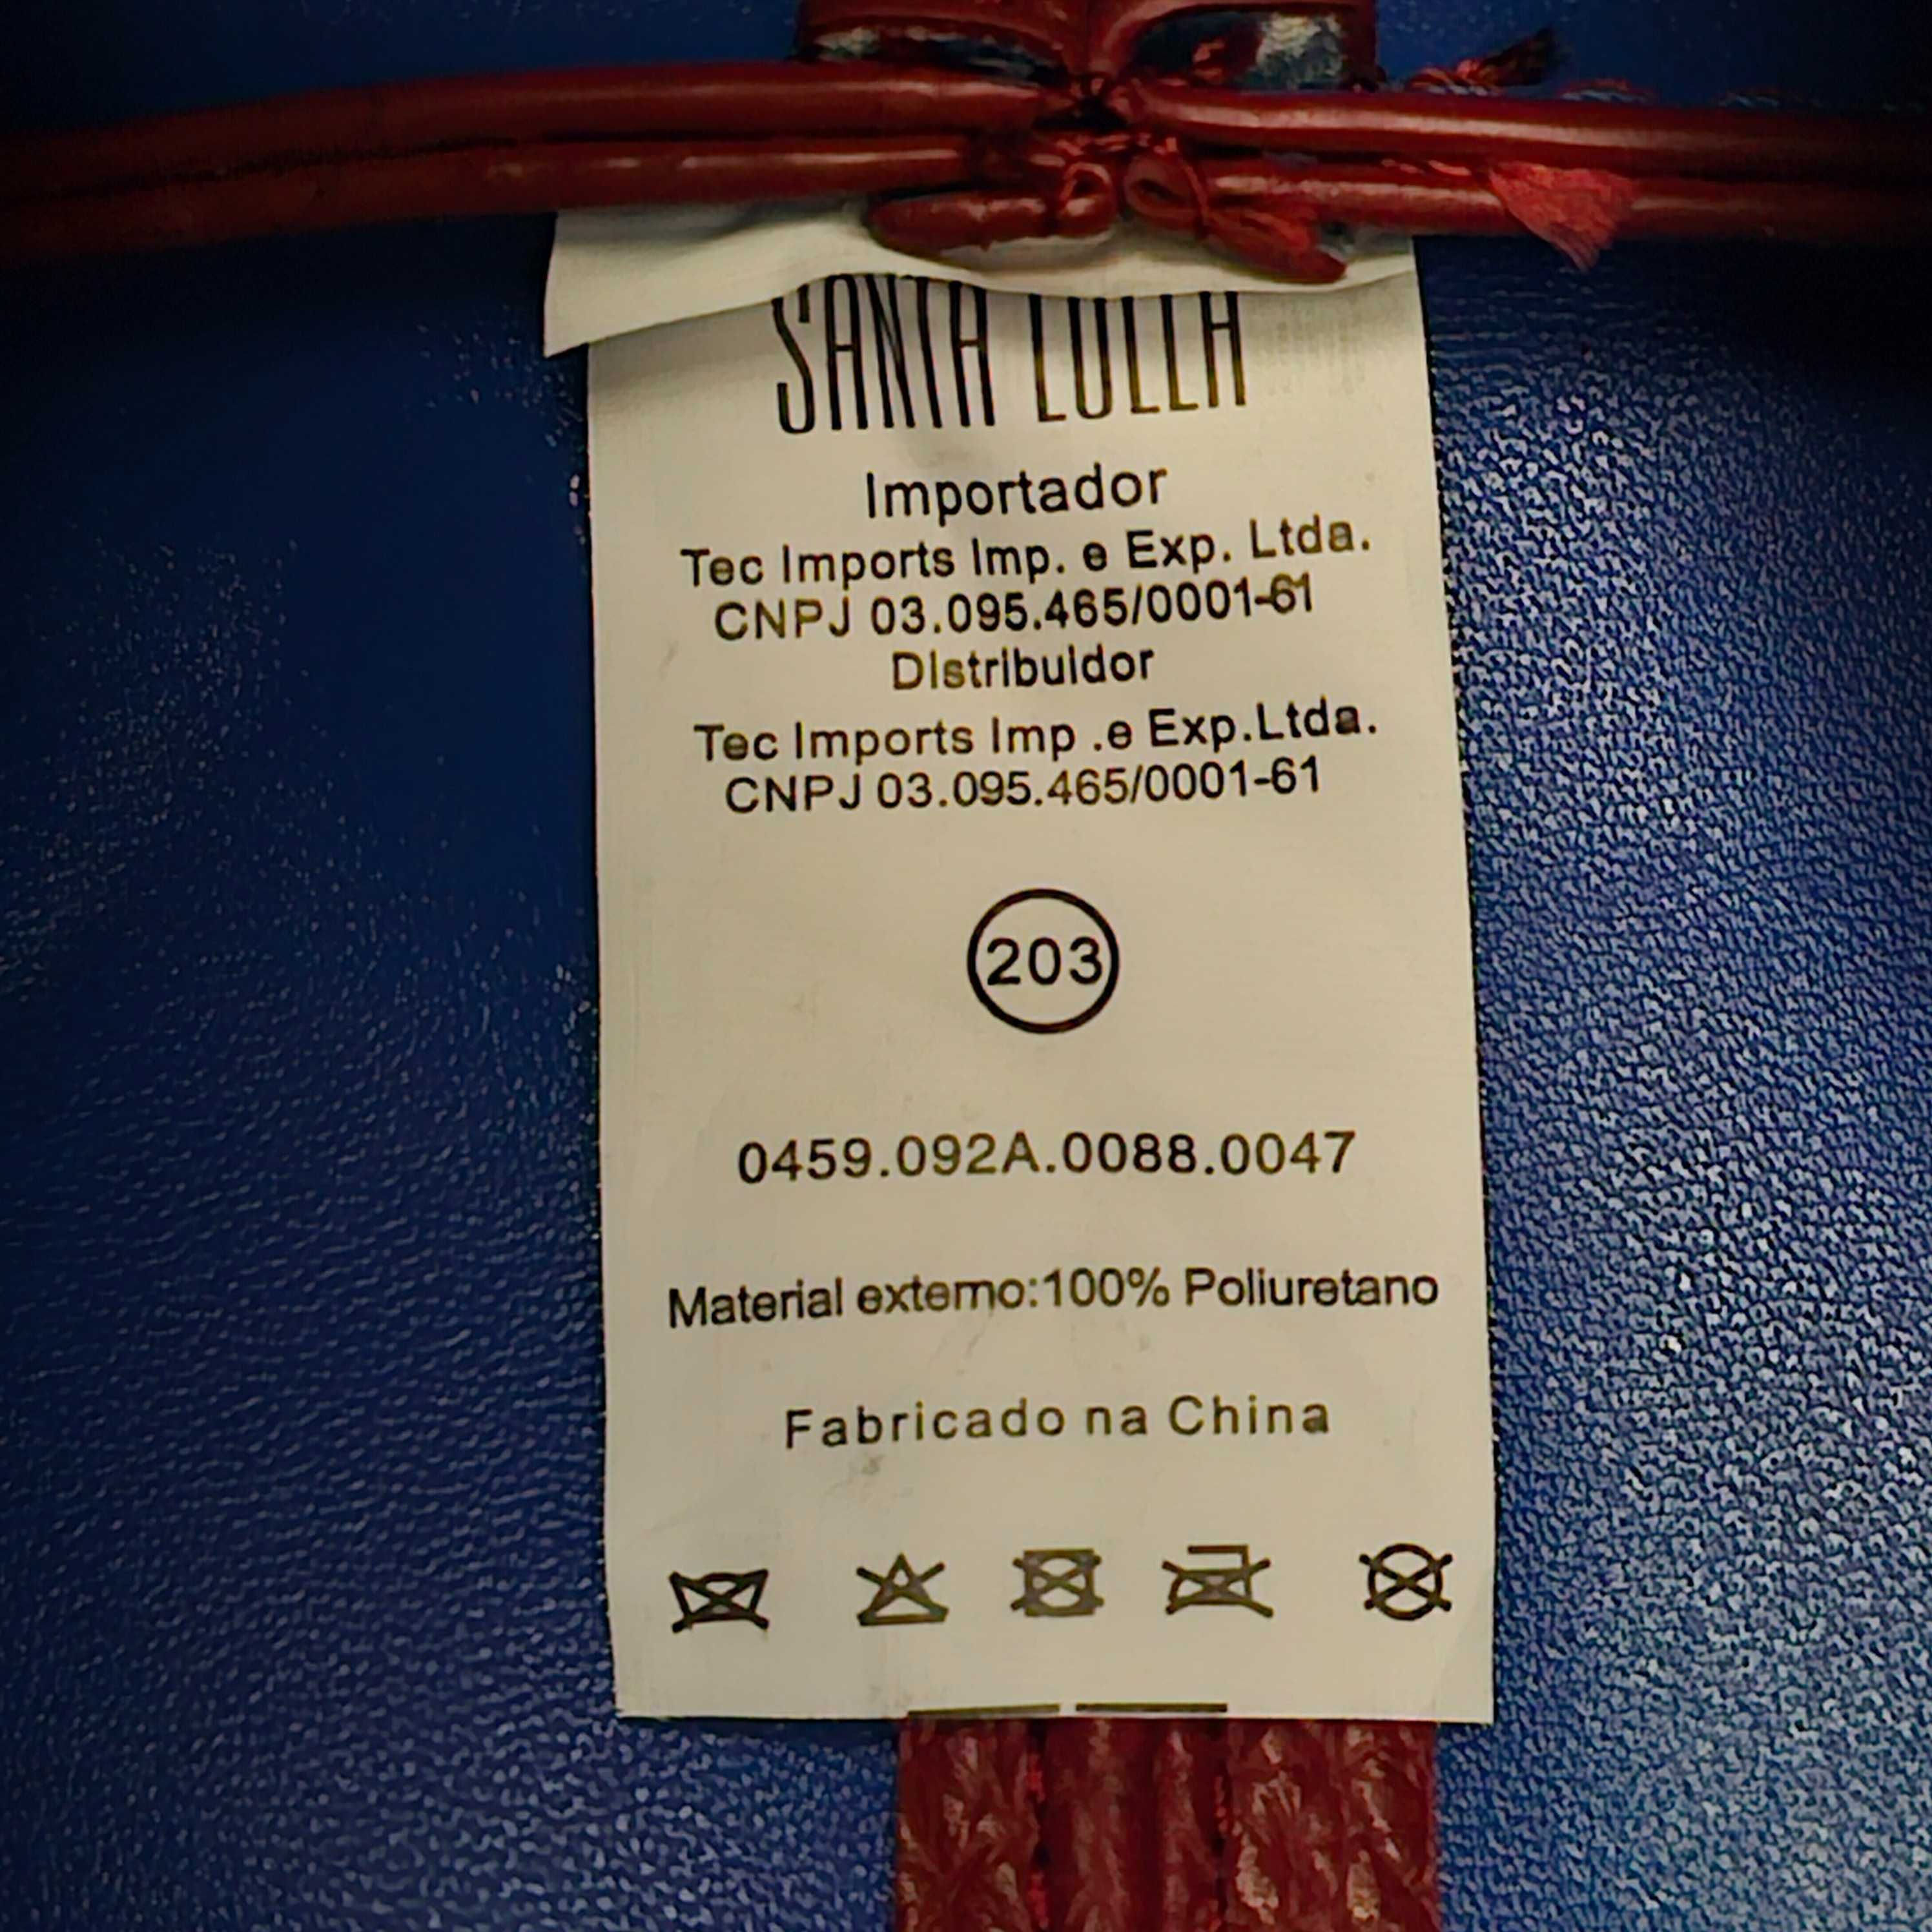 SANTA LOLLA
Importador
Tec Imports Imp. e Exp. Ltda.
CNPJ 03.095.465/0001-61
Distribuidor
Tec Imports Imp .e Exp.Ltda.
CNPJ 03.095.465/0001-61
203
0459.092A.0088.0047
Material externo:100% Poliuretano
Fabricado na China